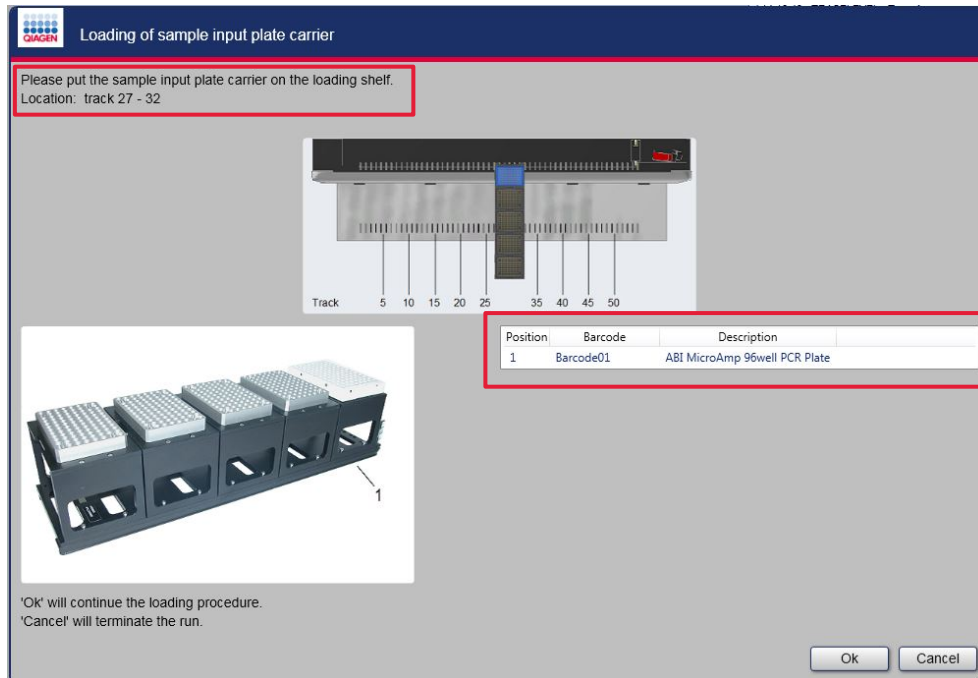 QIAGEN
Loading of sample input plate carrier
Please put the sample input plate carrier on the loading shelf.
Location: track 27 - 32
Track 5 10 15 20 25 35 40 45 50
Position Barcode Description
1 Barcode01 ABI MicroAmp 96well PCR Plate
1
'Ok' will continue the loading procedure.
'Cancel' will terminate the run.
Ok Cancel